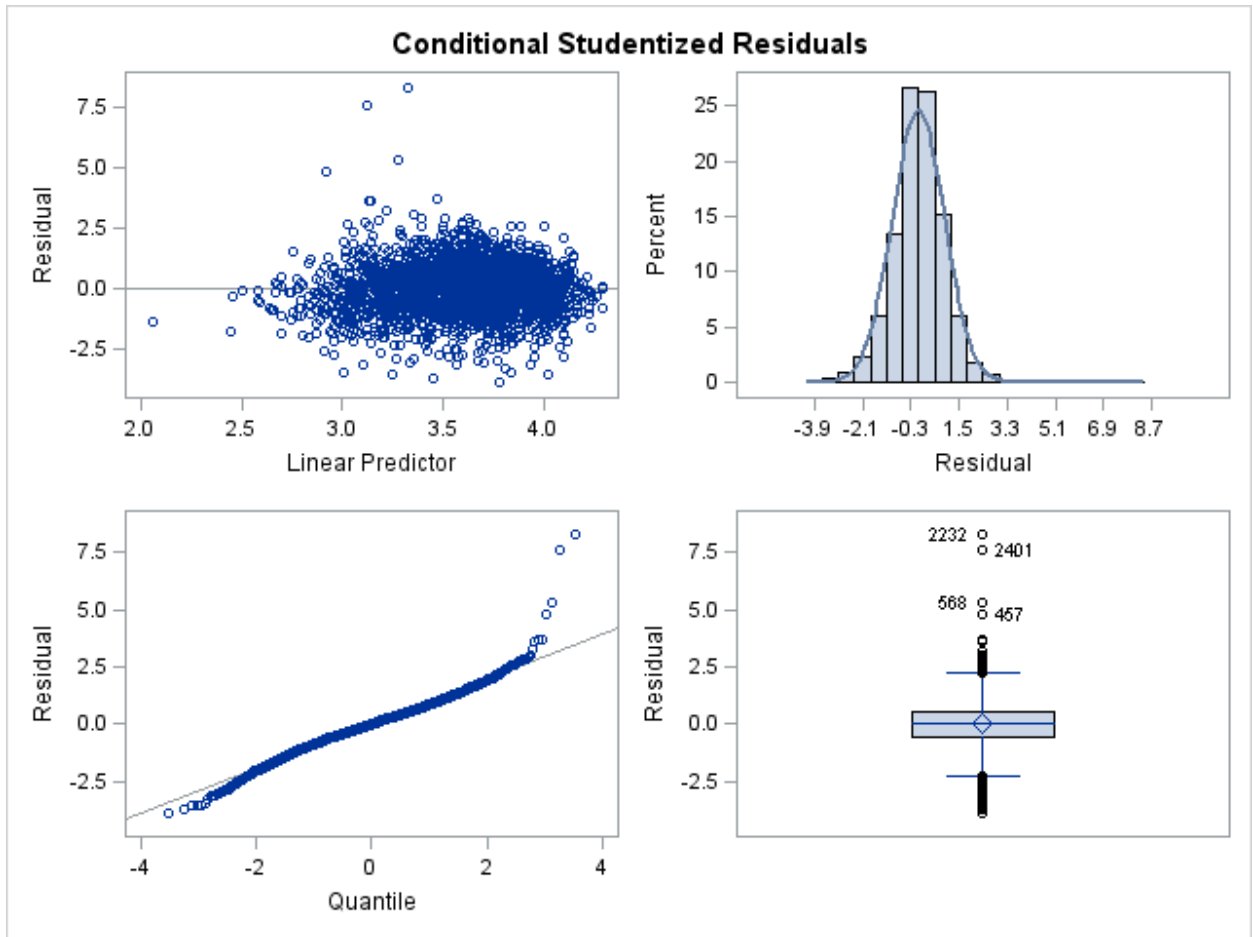 Conditional Studentized Residuals
Residual
7.5
5.0
2.5
0.0
-2.5
2.0 2.5 3.0 3.5 4.0
Linear Predictor
Percent
25
20
15
10
5
0
-3.9 -2.1 -0.3 1.5 3.3 5.1 6.9 8.7
Residual
Residual
7.5
5.0
2.5
0.0
-2.5
-4 -2 0 2 4
Quantile
Residual
7.5
5.0
2.5
0.0
-2.5
2232
2401
568
457